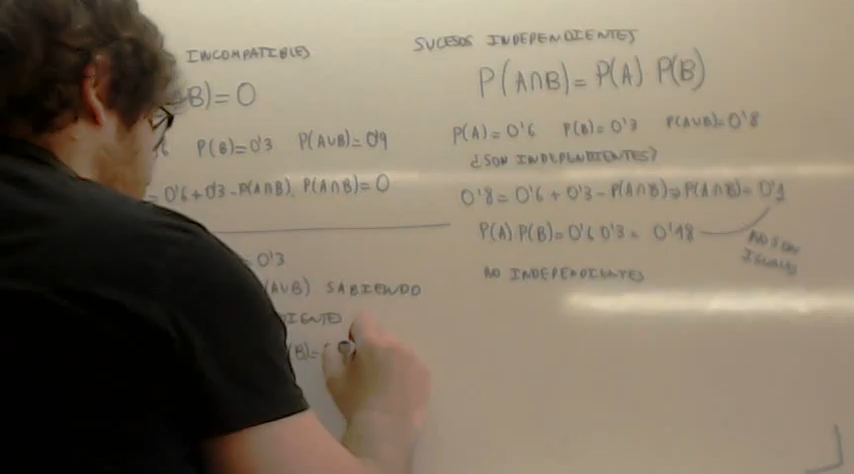 INCOMPATIBLES
B)= 0
6 P(B)=0'3 P(A∪B)=0'9
=0'6+0'3-P(A∩B), P(A∩B)=0
=0'3
(A∪B) SABIENDO
IENTE
(B)=
SUCESOS INDEPENDIENTES
P(A∩B)=P(A) P(B)
P(A)=0'6 P(B)=0'3 P(A∪B)=0'8
¿SON INDEPENDIENTES?
0'8=0'6+0'3-P(A∩B)⇒P(A∩B)=0'1
P(A) P(B)=0'6 0'3= 0'18
NO SON
IGUALES
NO INDEPENDIENTES